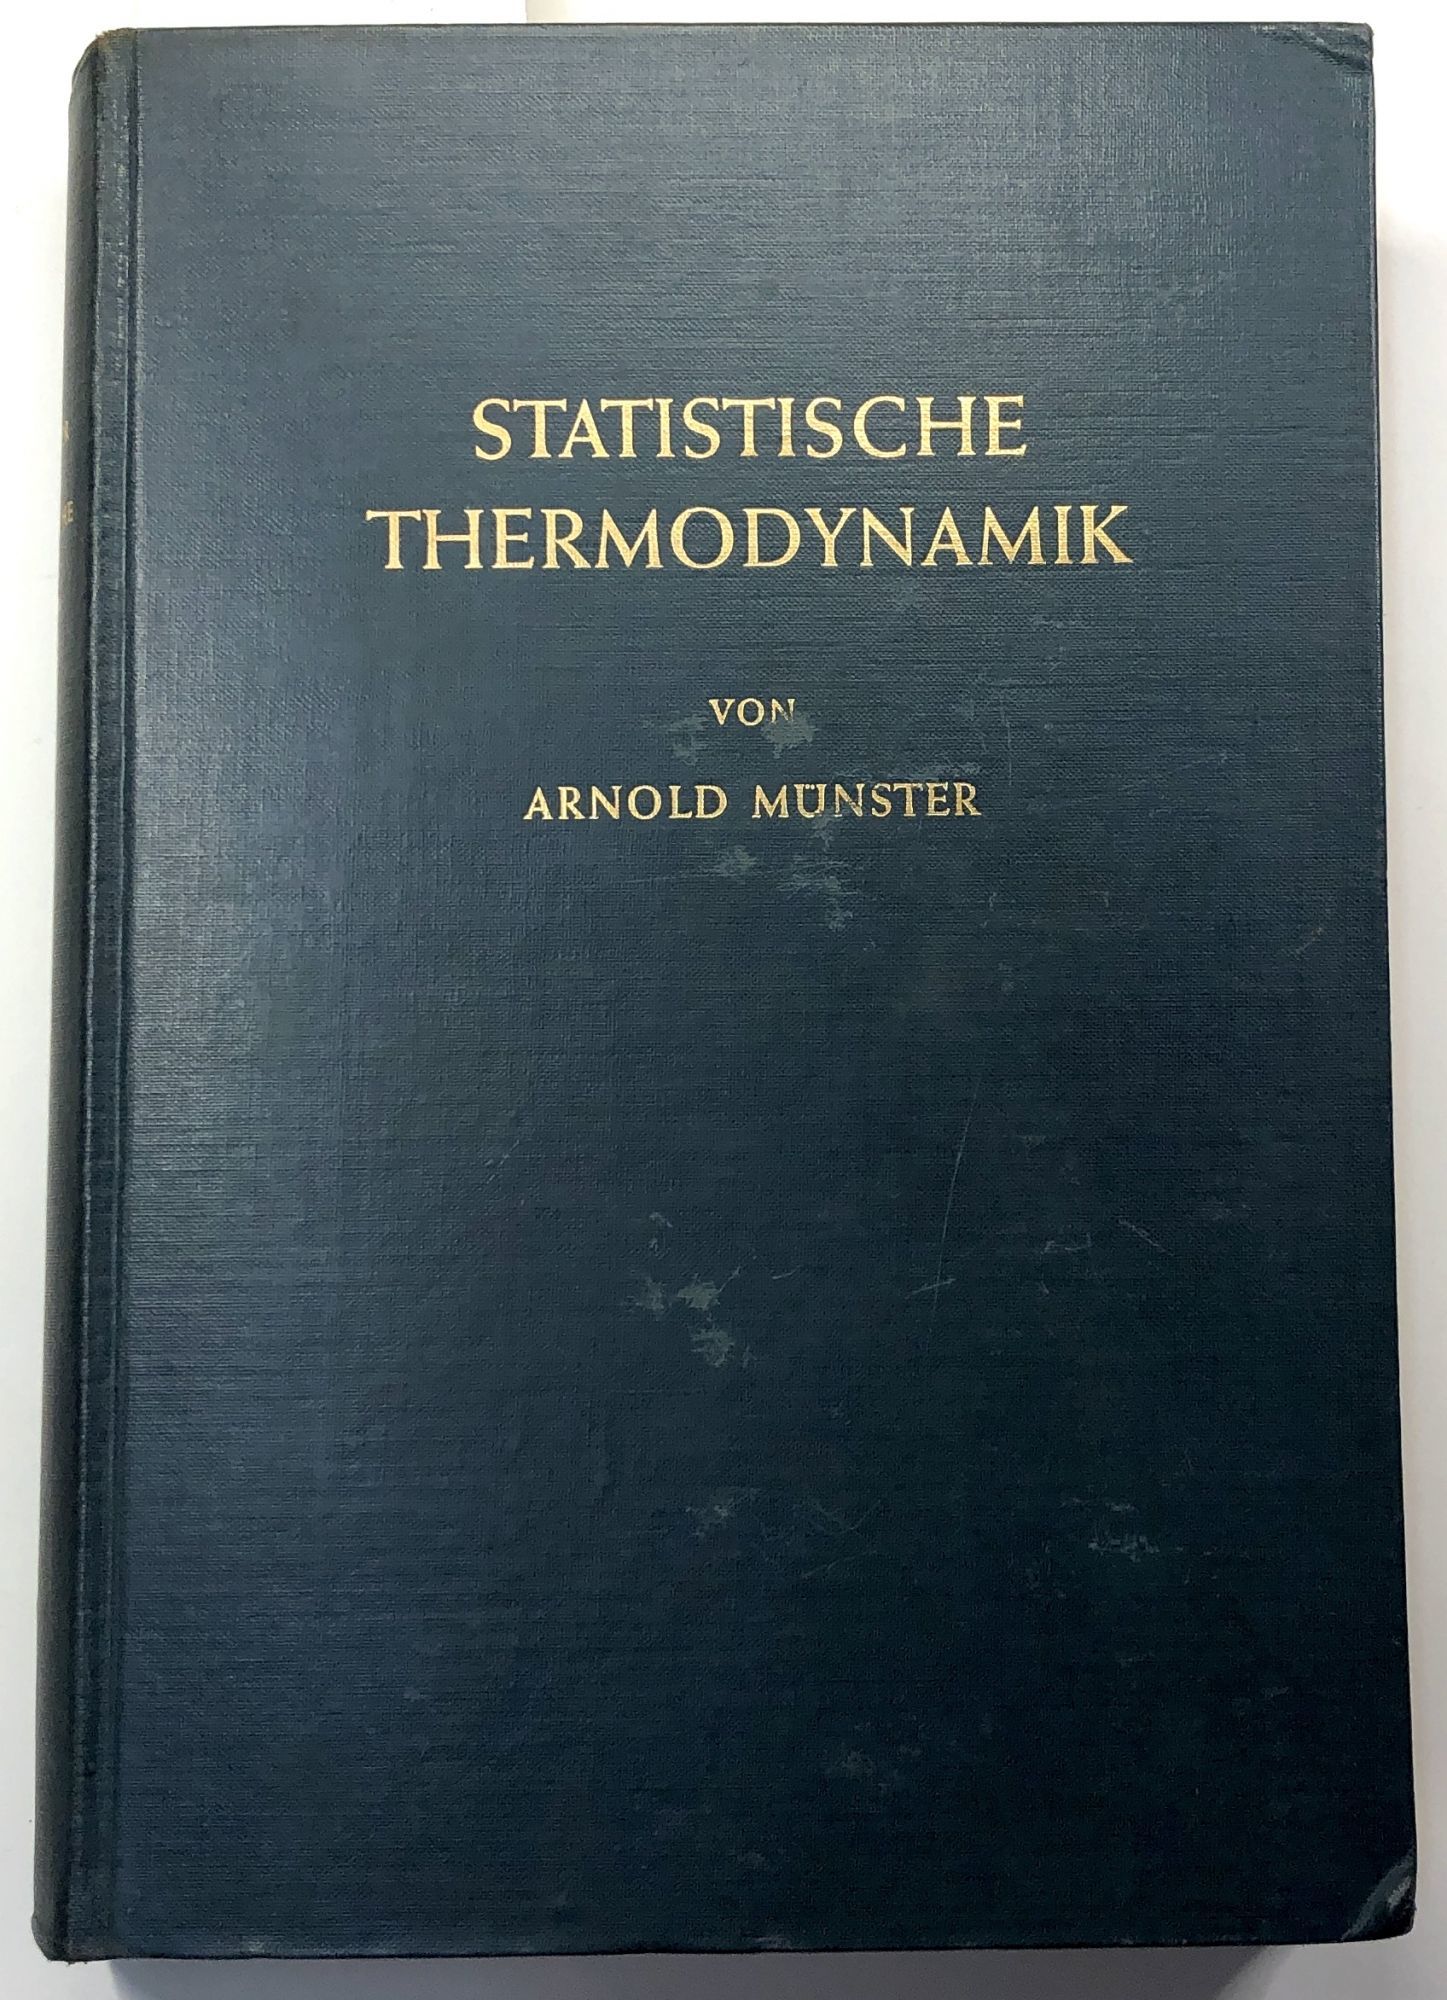 STATISTISCHE
THERMODYNAMIK
VON
ARNOLD MÜNSTER